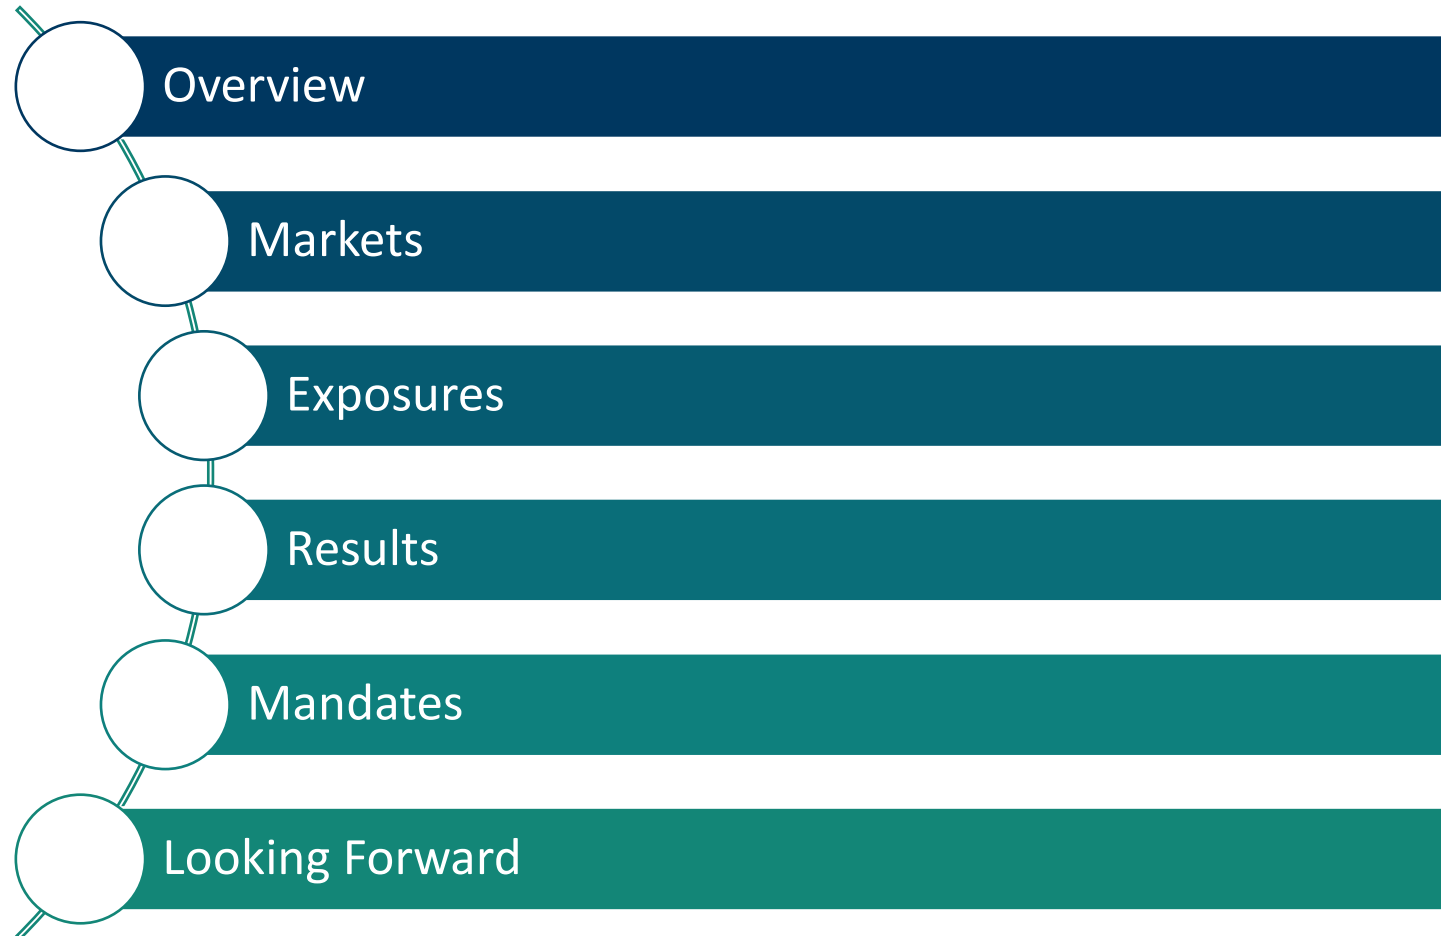 Overview
Markets
Exposures
Results
Mandates
Looking Forward